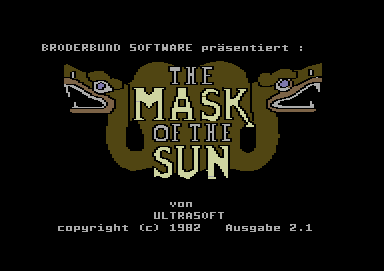 BRODERBUND SOFTWARE präsentiert :
THE
MASK
OF THE
SUN
von
ULTRASOFT
copyright (c) 1982 Ausgabe 2.1